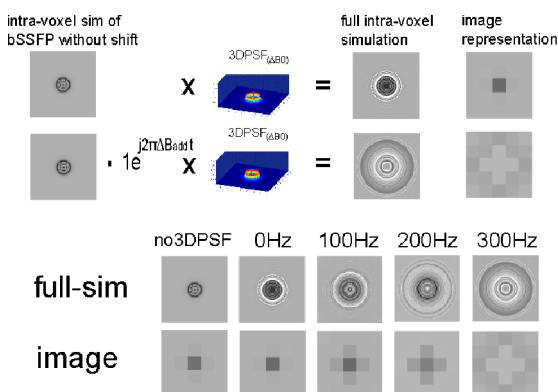 intra-voxel sim of
bSSFP without shift
full intra-voxel
simulation
image
representation
3DPSF(ΔB0)
x =
3DPSF(ΔB0)
· 1e^j2πΔBaddt x =
no3DPSF 0Hz 100Hz 200Hz 300Hz
full-sim
image